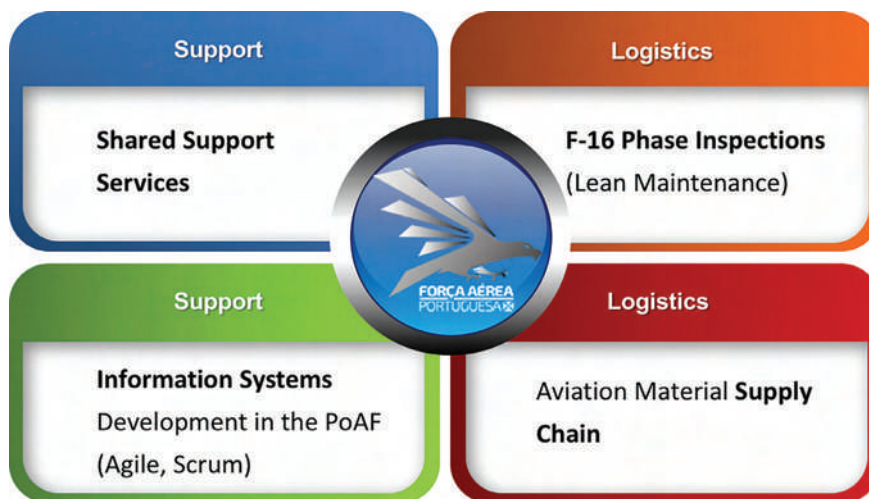 Support
Shared Support
Services
Logistics
F-16 Phase Inspections
(Lean Maintenance)
FORÇA AÉREA
PORTUGUESA
Support
Information Systems
Development in the PoAF
(Agile, Scrum)
Logistics
Aviation Material Supply
Chain